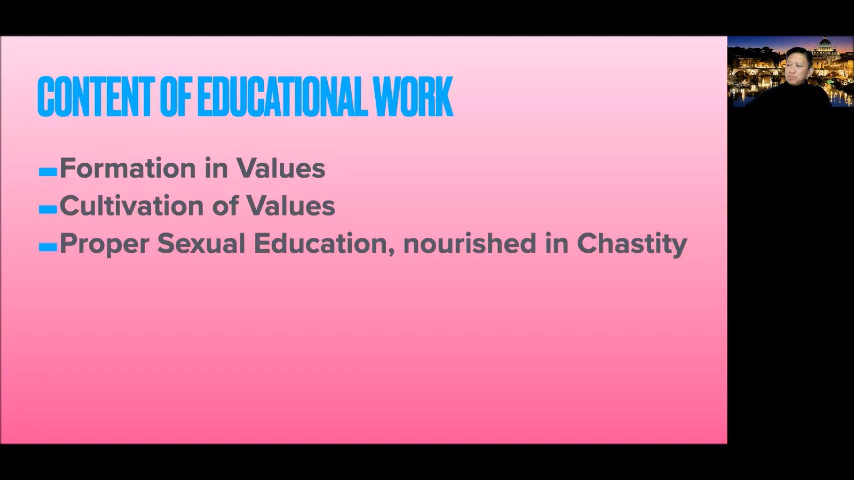 CONTENT OF EDUCATIONAL WORK
Formation in Values
Cultivation of Values
Proper Sexual Education, nourished in Chastity